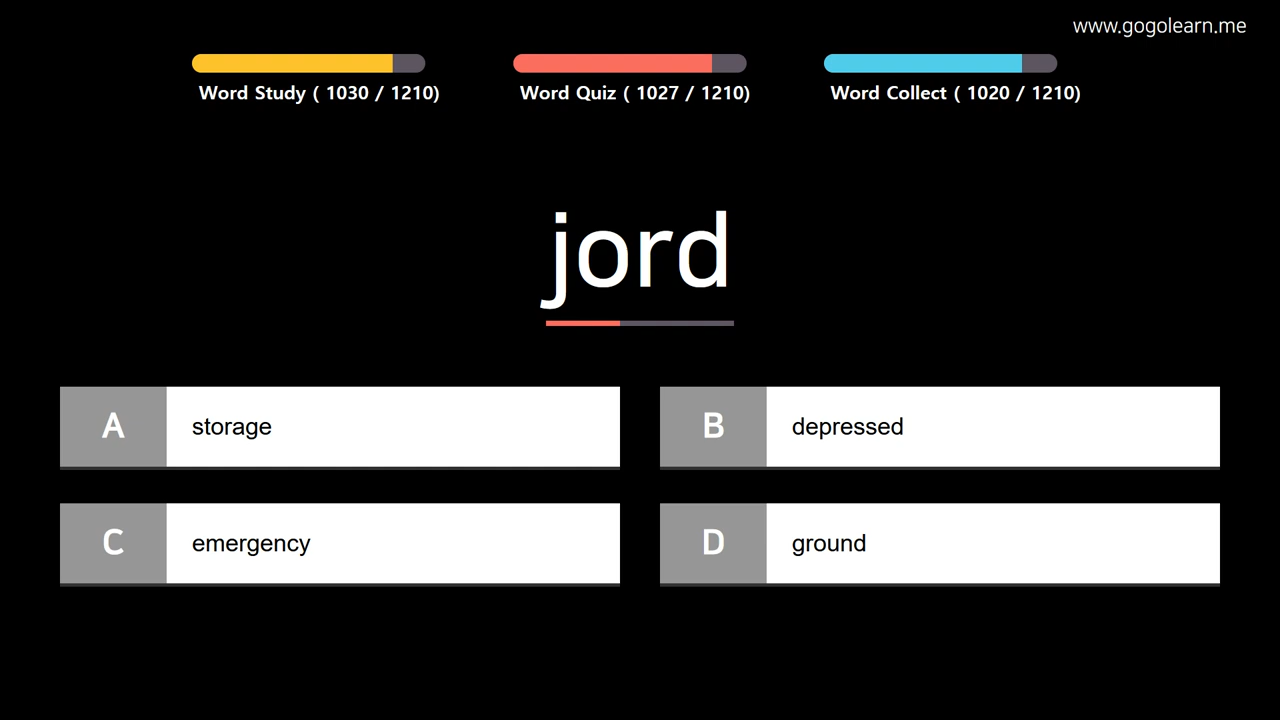 www.gogolearn.me
Word Study ( 1030 / 1210)
Word Quiz ( 1027 / 1210)
Word Collect ( 1020 / 1210)
jord
A storage
B depressed
C emergency
D ground